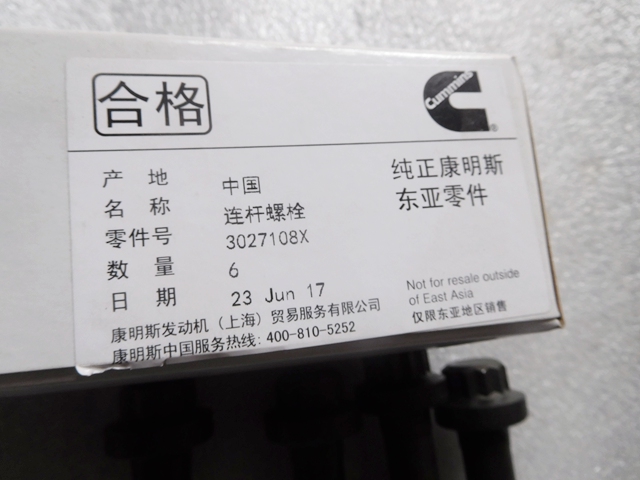 合格
Cummins
产地 中国
名称 连杆螺栓
零件号 3027108X
数量 6
日期 23 Jun 17
纯正康明斯
东亚零件
Not for resale outside
of East Asia
仅限东亚地区销售
康明斯发动机（上海）贸易服务有限公司
康明斯中国服务热线: 400-810-5252